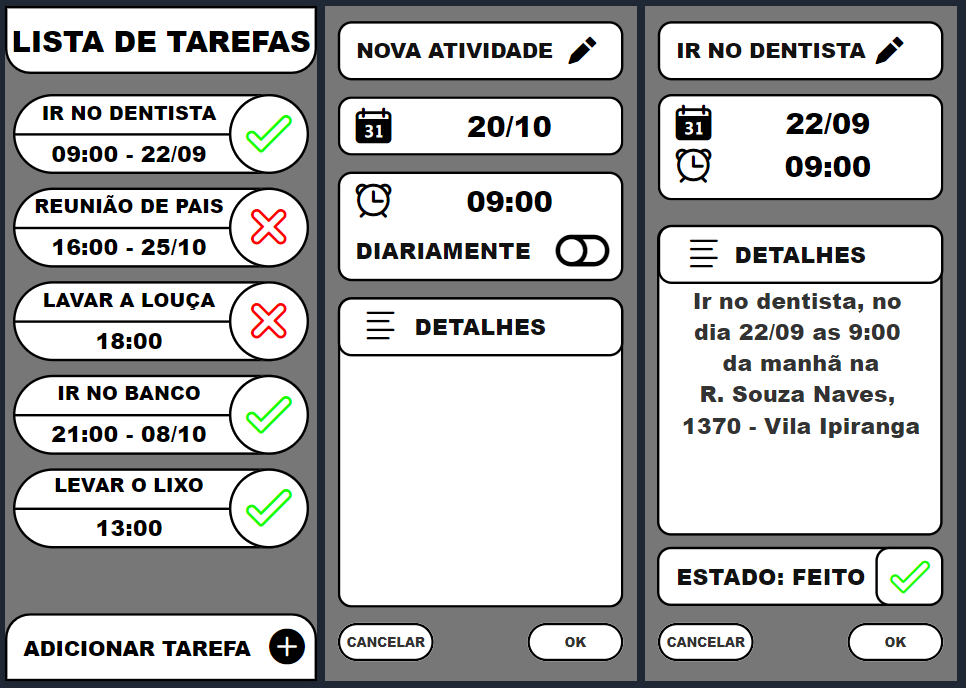 LISTA DE TAREFAS
IR NO DENTISTA
09:00 - 22/09
REUNIÃO DE PAIS
16:00 - 25/10
LAVAR A LOUÇA
18:00
IR NO BANCO
21:00 - 08/10
LEVAR O LIXO
13:00
ADICIONAR TAREFA
NOVA ATIVIDADE
31
20/10
09:00
DIARIAMENTE
DETALHES
CANCELAR
OK
IR NO DENTISTA
31
22/09
09:00
DETALHES
Ir no dentista, no
dia 22/09 as 9:00
da manhã na
R. Souza Naves,
1370 - Vila Ipiranga
ESTADO: FEITO
CANCELAR
OK